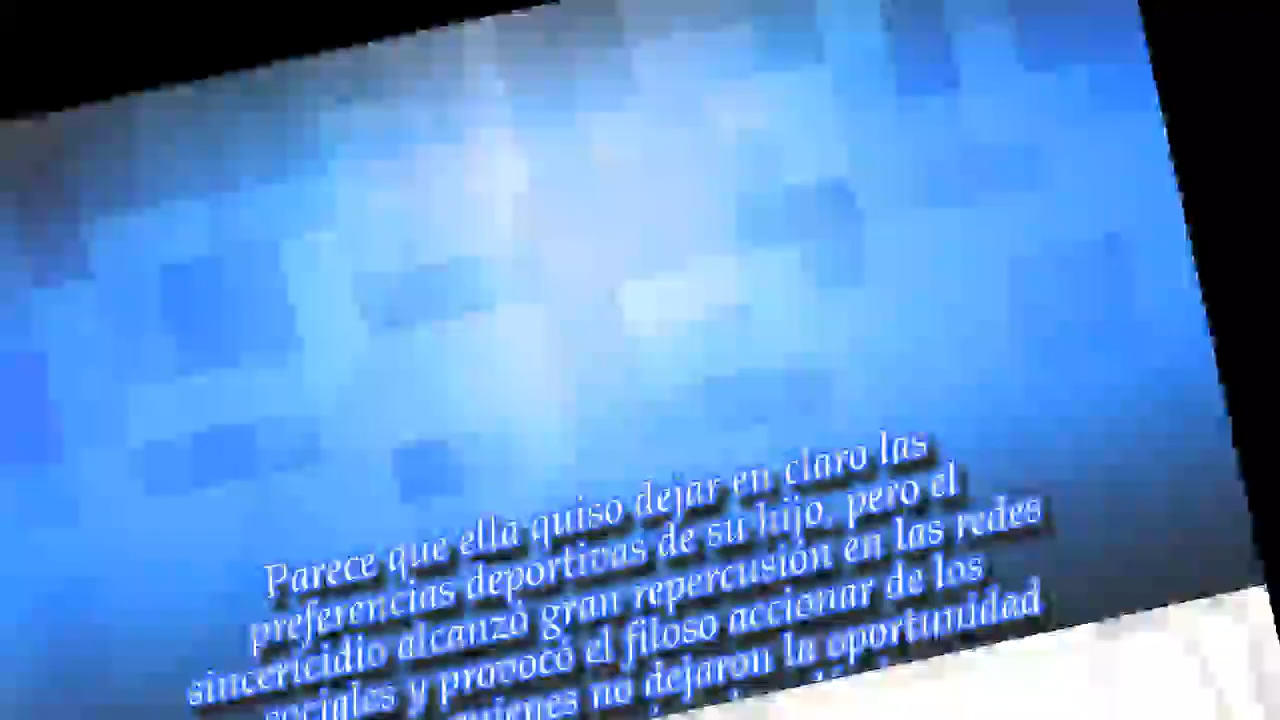 Parece que ella quiso dejar en claro las
preferencias deportivas de su hijo, pero el
sincericidio alcanzó gran repercusión en las redes
sociales y provocó el filoso accionar de los
quienes no dejaron la oportunidad